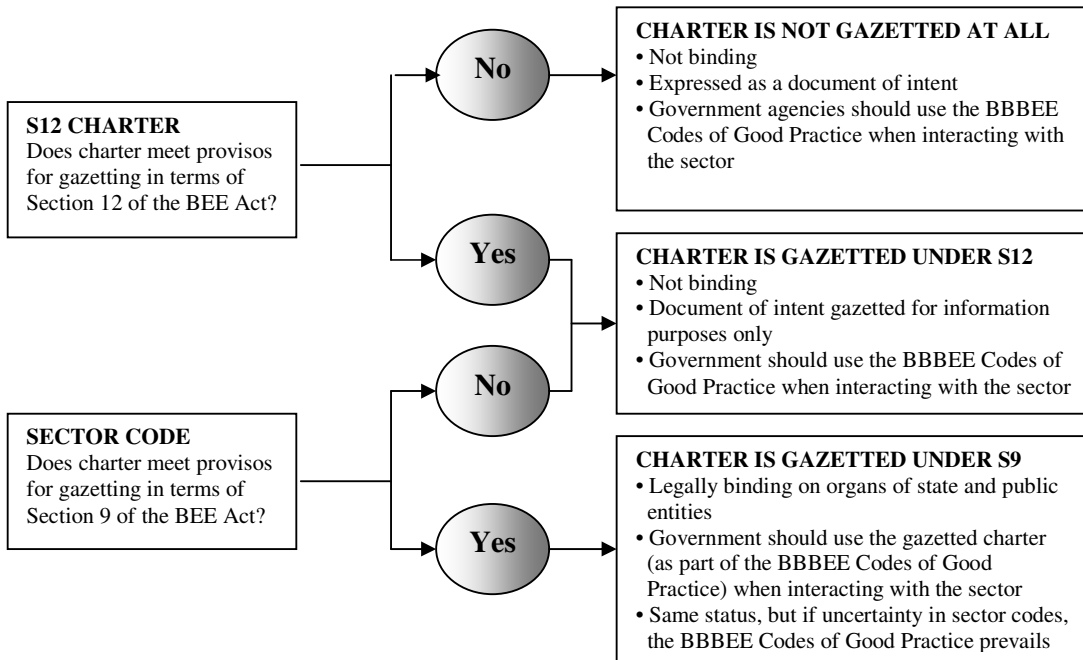 S12 CHARTER
Does charter meet provisos
for gazetting in terms of
Section 12 of the BEE Act?
No
CHARTER IS NOT GAZETTED AT ALL
• Not binding
• Expressed as a document of intent
• Government agencies should use the BBBEE
Codes of Good Practice when interacting with
the sector
Yes
CHARTER IS GAZETTED UNDER S12
• Not binding
• Document of intent gazetted for information
purposes only
• Government should use the BBBEE Codes of
Good Practice when interacting with the sector
SECTOR CODE
Does charter meet provisos
for gazetting in terms of
Section 9 of the BEE Act?
No
Yes
CHARTER IS GAZETTED UNDER S9
• Legally binding on organs of state and public
entities
• Government should use the gazetted charter
(as part of the BBBEE Codes of Good
Practice) when interacting with the sector
• Same status, but if uncertainty in sector codes,
the BBBEE Codes of Good Practice prevails